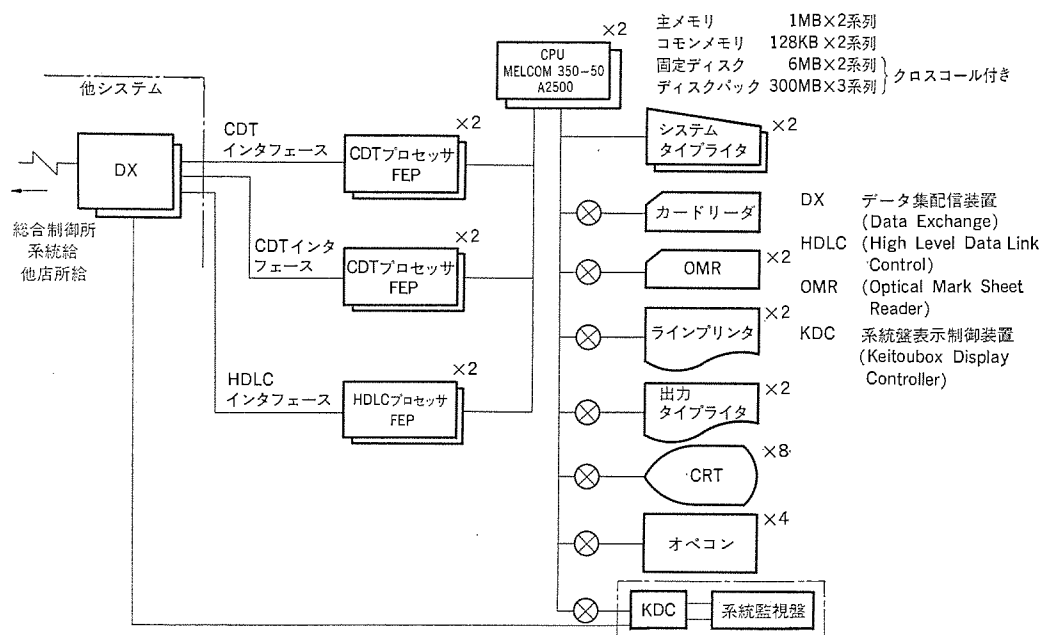 ×2
CPU
MELCOM 350-50
A2500
主メモリ 1MB×2系列
コモンメモリ 128KB×2系列
固定ディスク 6MB×2系列
ディスクパック 300MB×3系列
クロスコール付き
他システム
DX
総合制御所
系統給
他店所給
CDT
インタフェース
×2
CDTプロセッサ
FEP
CDTインタ
フェース
×2
CDTプロセッサ
FEP
HDLC
インタフェース
×2
HDLCプロセッサ
FEP
システム
タイプライタ
×2
カードリーダ
OMR
×2
ラインプリンタ
×2
出力
タイプライタ
×2
CRT
×8
オペコン
×4
KDC
系統監視盤
DX データ集配信装置
(Data Exchange)
HDLC (High Level Data Link
Control)
OMR (Optical Mark Sheet
Reader)
KDC 系統盤表示制御装置
(Keitoubox Display
Controller)